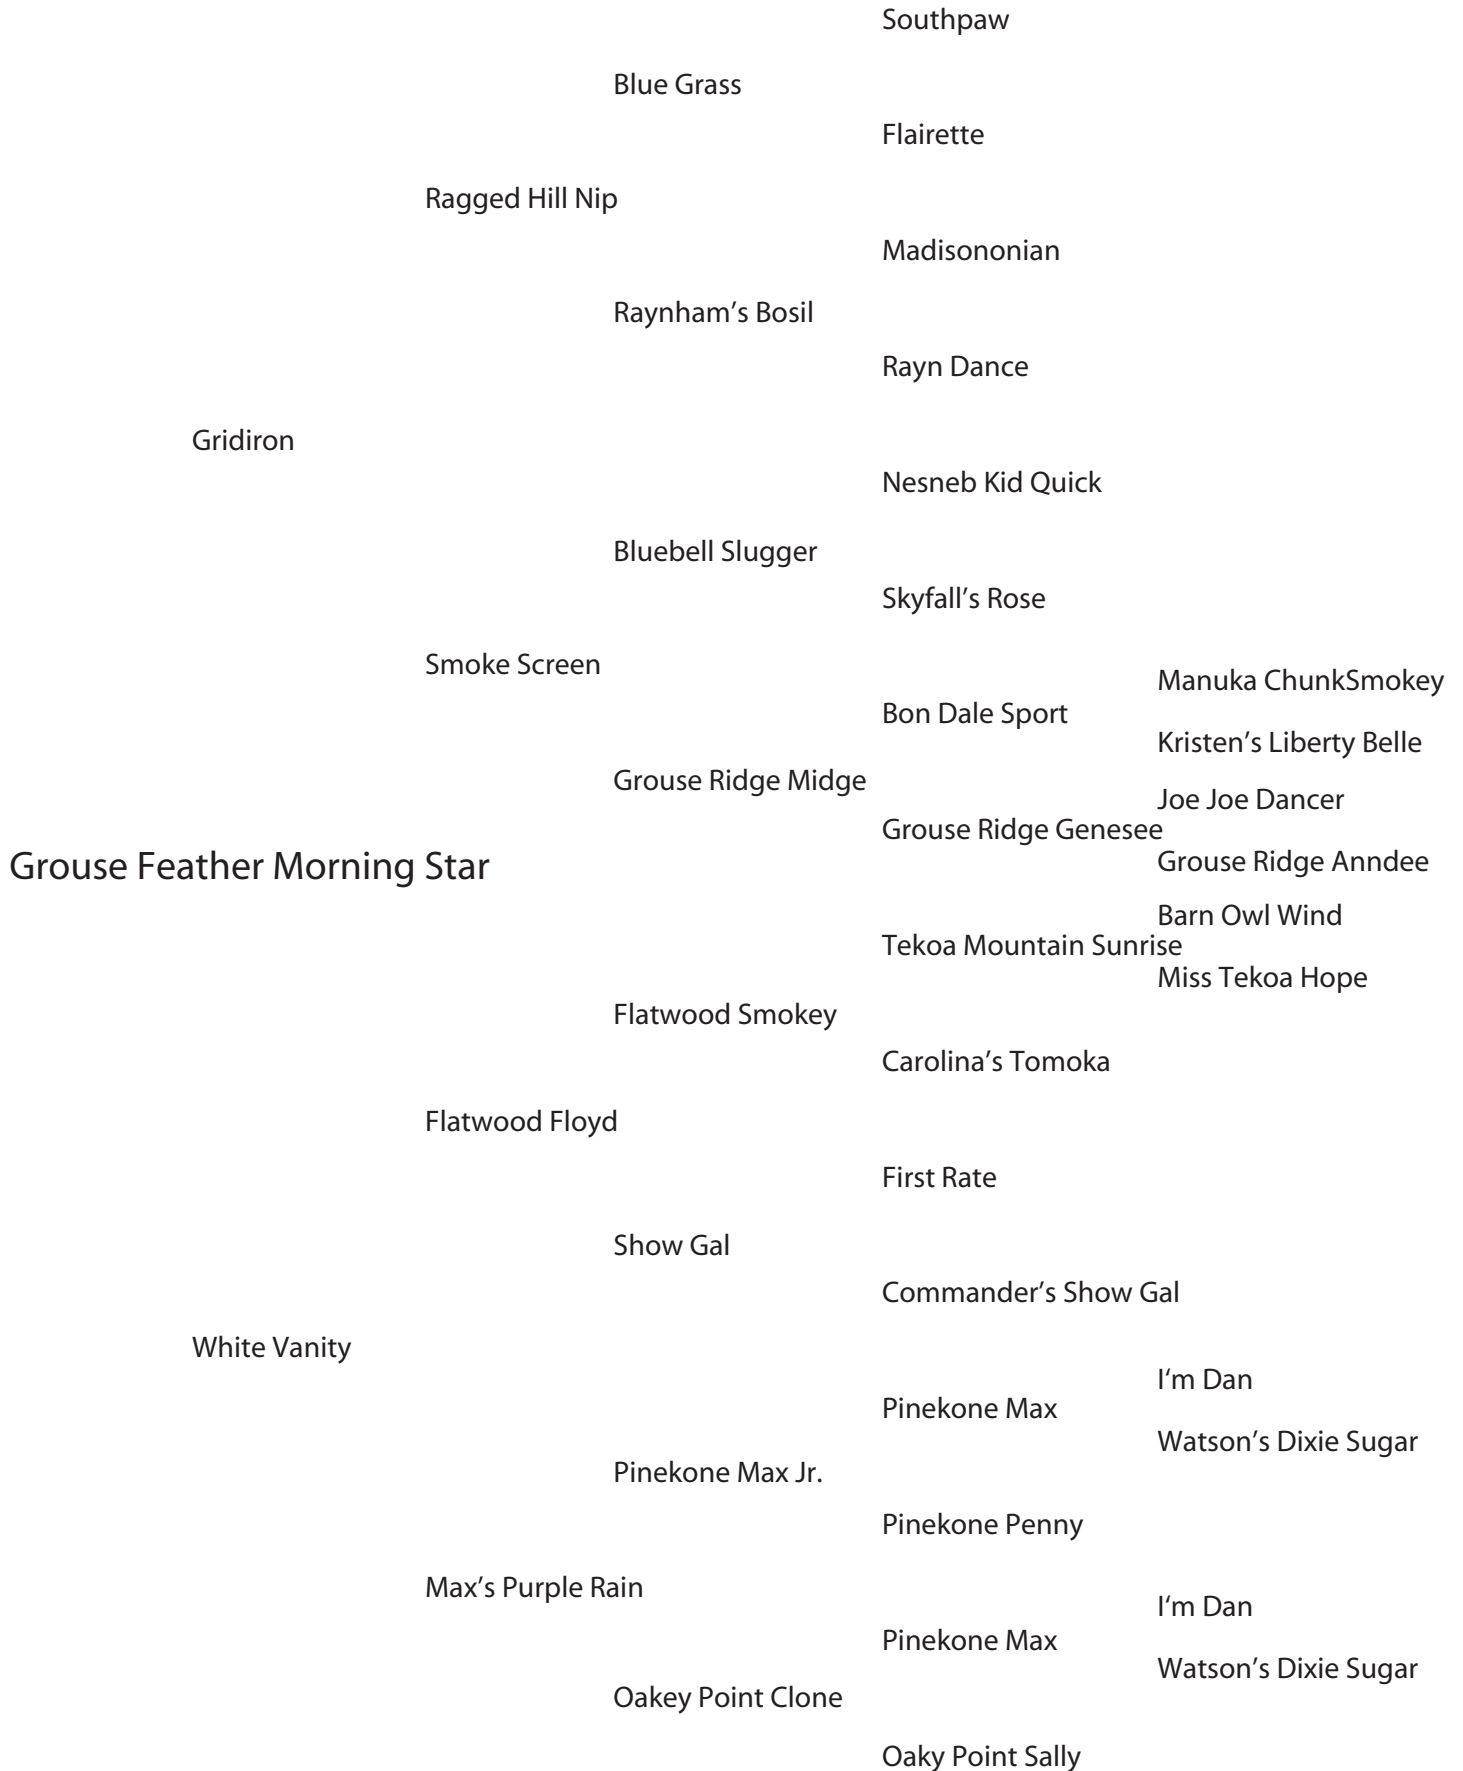 Southpaw
Blue Grass
Flairette
Ragged Hill Nip
Madisononian
Raynham’s Bosil
Rayn Dance
Gridiron
Nesneb Kid Quick
Bluebell Slugger
Skyfall’s Rose
Smoke Screen
Manuka ChunkSmokey
Bon Dale Sport
Kristen’s Liberty Belle
Grouse Ridge Midge
Joe Joe Dancer
Grouse Ridge Genesee
Grouse Feather Morning Star
Grouse Ridge Anndee
Barn Owl Wind
Tekoa Mountain Sunrise
Miss Tekoa Hope
Flatwood Smokey
Carolina’s Tomoka
Flatwood Floyd
First Rate
Show Gal
Commander’s Show Gal
White Vanity
I‘m Dan
Pinekone Max
Watson’s Dixie Sugar
Pinekone Max Jr.
Pinekone Penny
Max’s Purple Rain
I‘m Dan
Pinekone Max
Watson’s Dixie Sugar
Oakey Point Clone
Oaky Point Sally